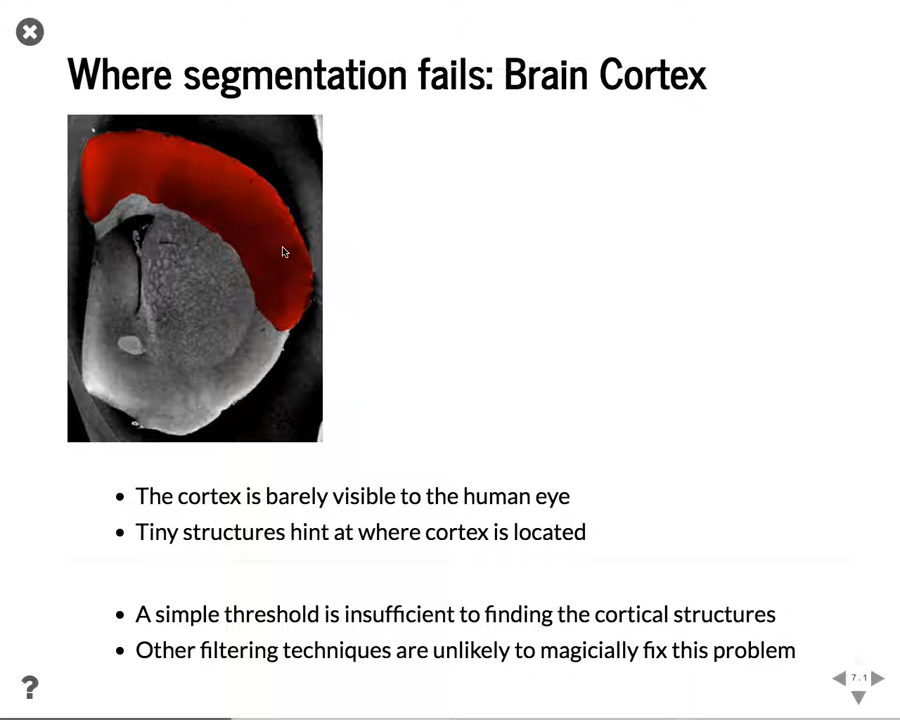 Where segmentation fails: Brain Cortex
The cortex is barely visible to the human eye
Tiny structures hint at where cortex is located
A simple threshold is insufficient to finding the cortical structures
Other filtering techniques are unlikely to magicially fix this problem
?
7.1